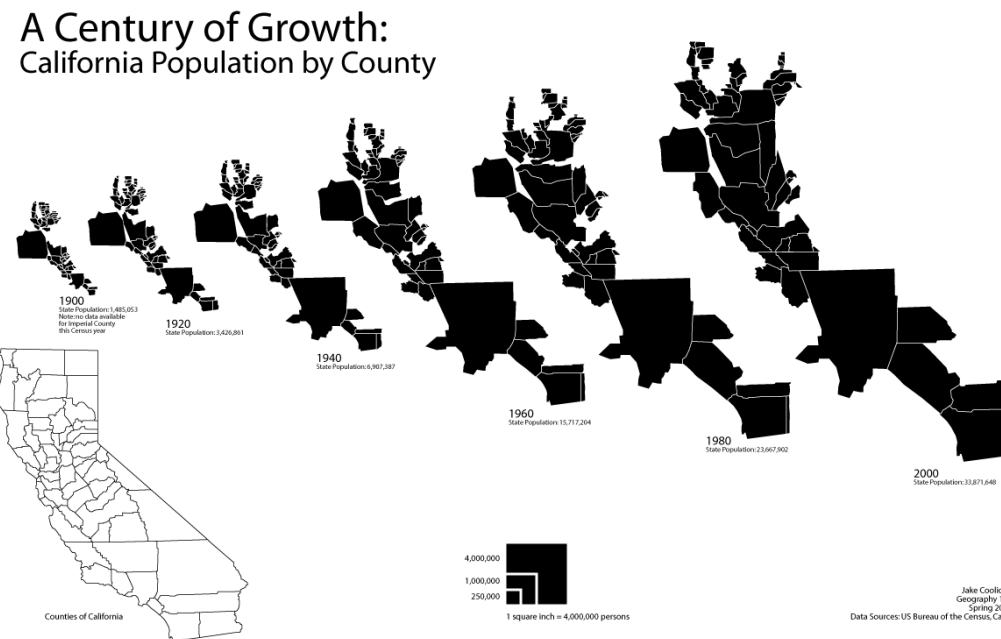 A Century of Growth:
California Population by County
1900
State Population: 1,485,053
Note: no data available
for Imperial County
this Census year
1920
State Population: 3,426,861
1940
State Population: 6,907,387
1960
State Population: 15,717,204
1980
State Population: 23,667,902
2000
State Population: 33,871,648
Counties of California
4,000,000
1,000,000
250,000
1 square inch = 4,000,000 persons
Jake
Geography
Spring
Data Sources: US Bureau of the Census,